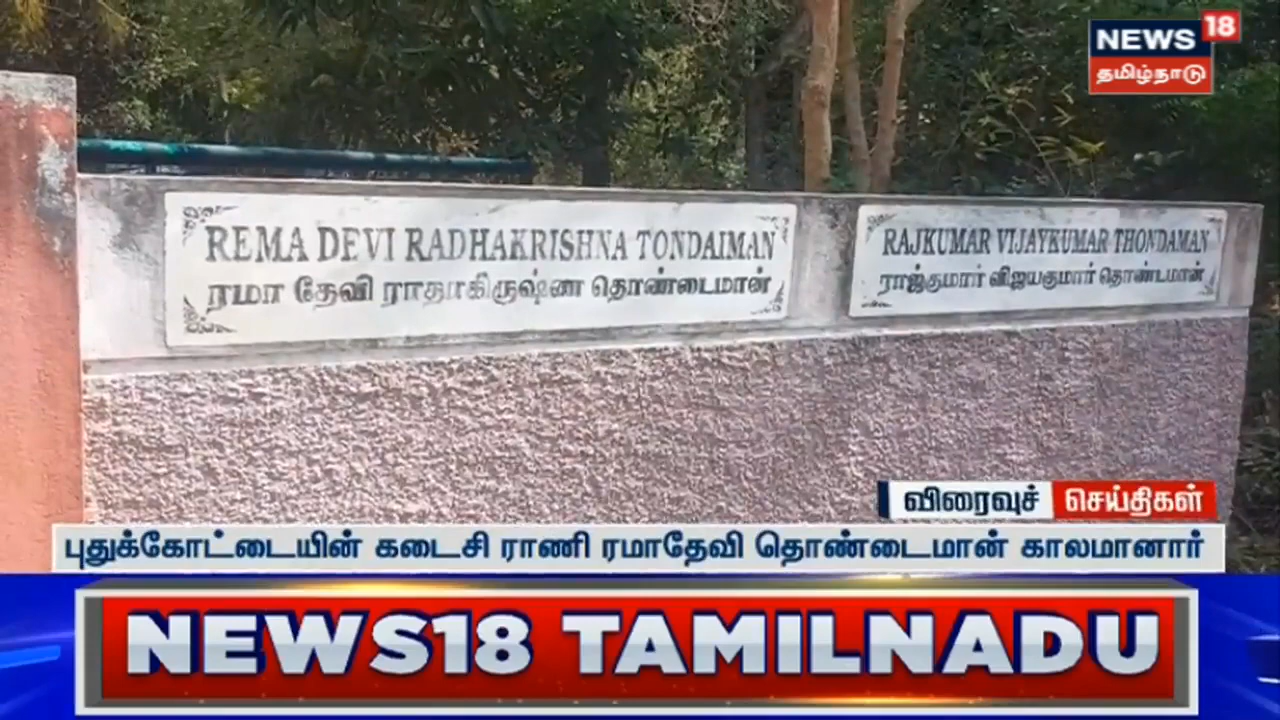 NEWS 18
தமிழ்நாடு
REMA DEVI RADHAKRISHNA TONDAIMAN
ரமா தேவி ராதாகிருஷ்ண தொண்டைமான்
RAJKUMAR VIJAYKUMAR THONDAMAN
ராஜ்குமார் விஜயகுமார் தொண்டமான்
விரைவுச் செய்திகள்
புதுக்கோட்டையின் கடைசி ராணி ரமாதேவி தொண்டைமான் காலமானார்
NEWS18 TAMILNADU